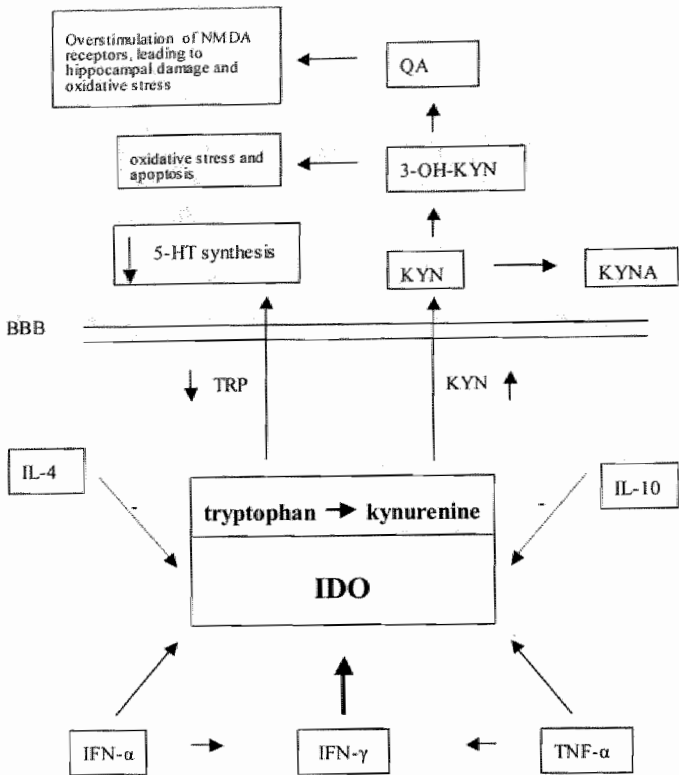 Overstimulation of NMDA
receptors, leading to
hippocampal damage and
oxidative stress
QA
oxidative stress and
apoptosis
3-OH-KYN
5-HT synthesis
KYN
KYNA
BBB
TRP
KYN
IL-4
IL-10
-
-
tryptophan → kynurenine
IDO
IFN-α
IFN-γ
TNF-α